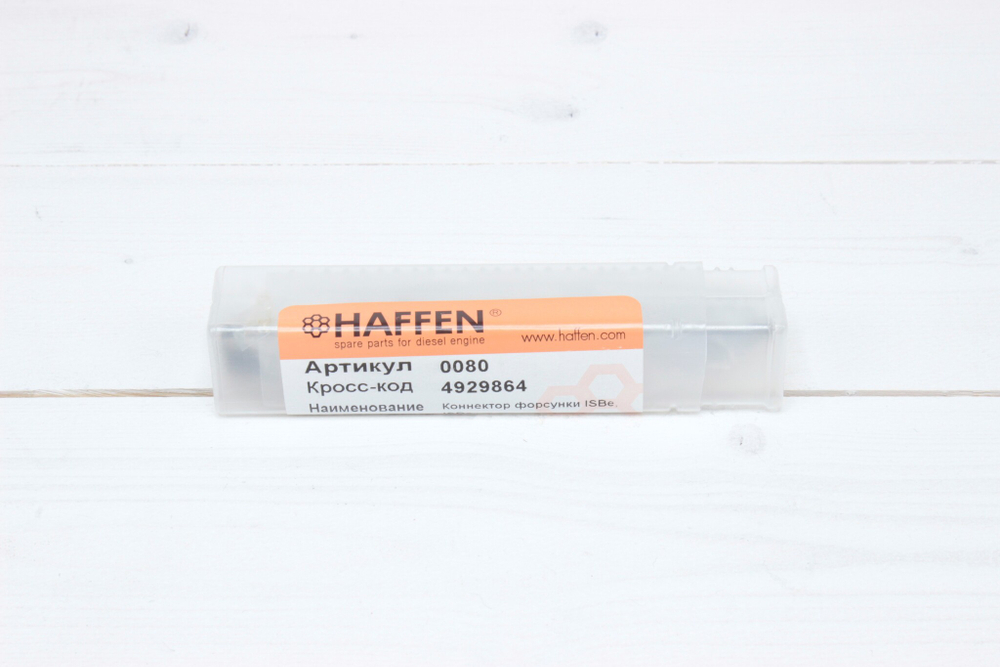 HAFFEN ®
spare parts for diesel engine
www.haffen.com
Артикул 0080
Кросс-код 4929864
Наименование Коннектор форсунки ISBe,